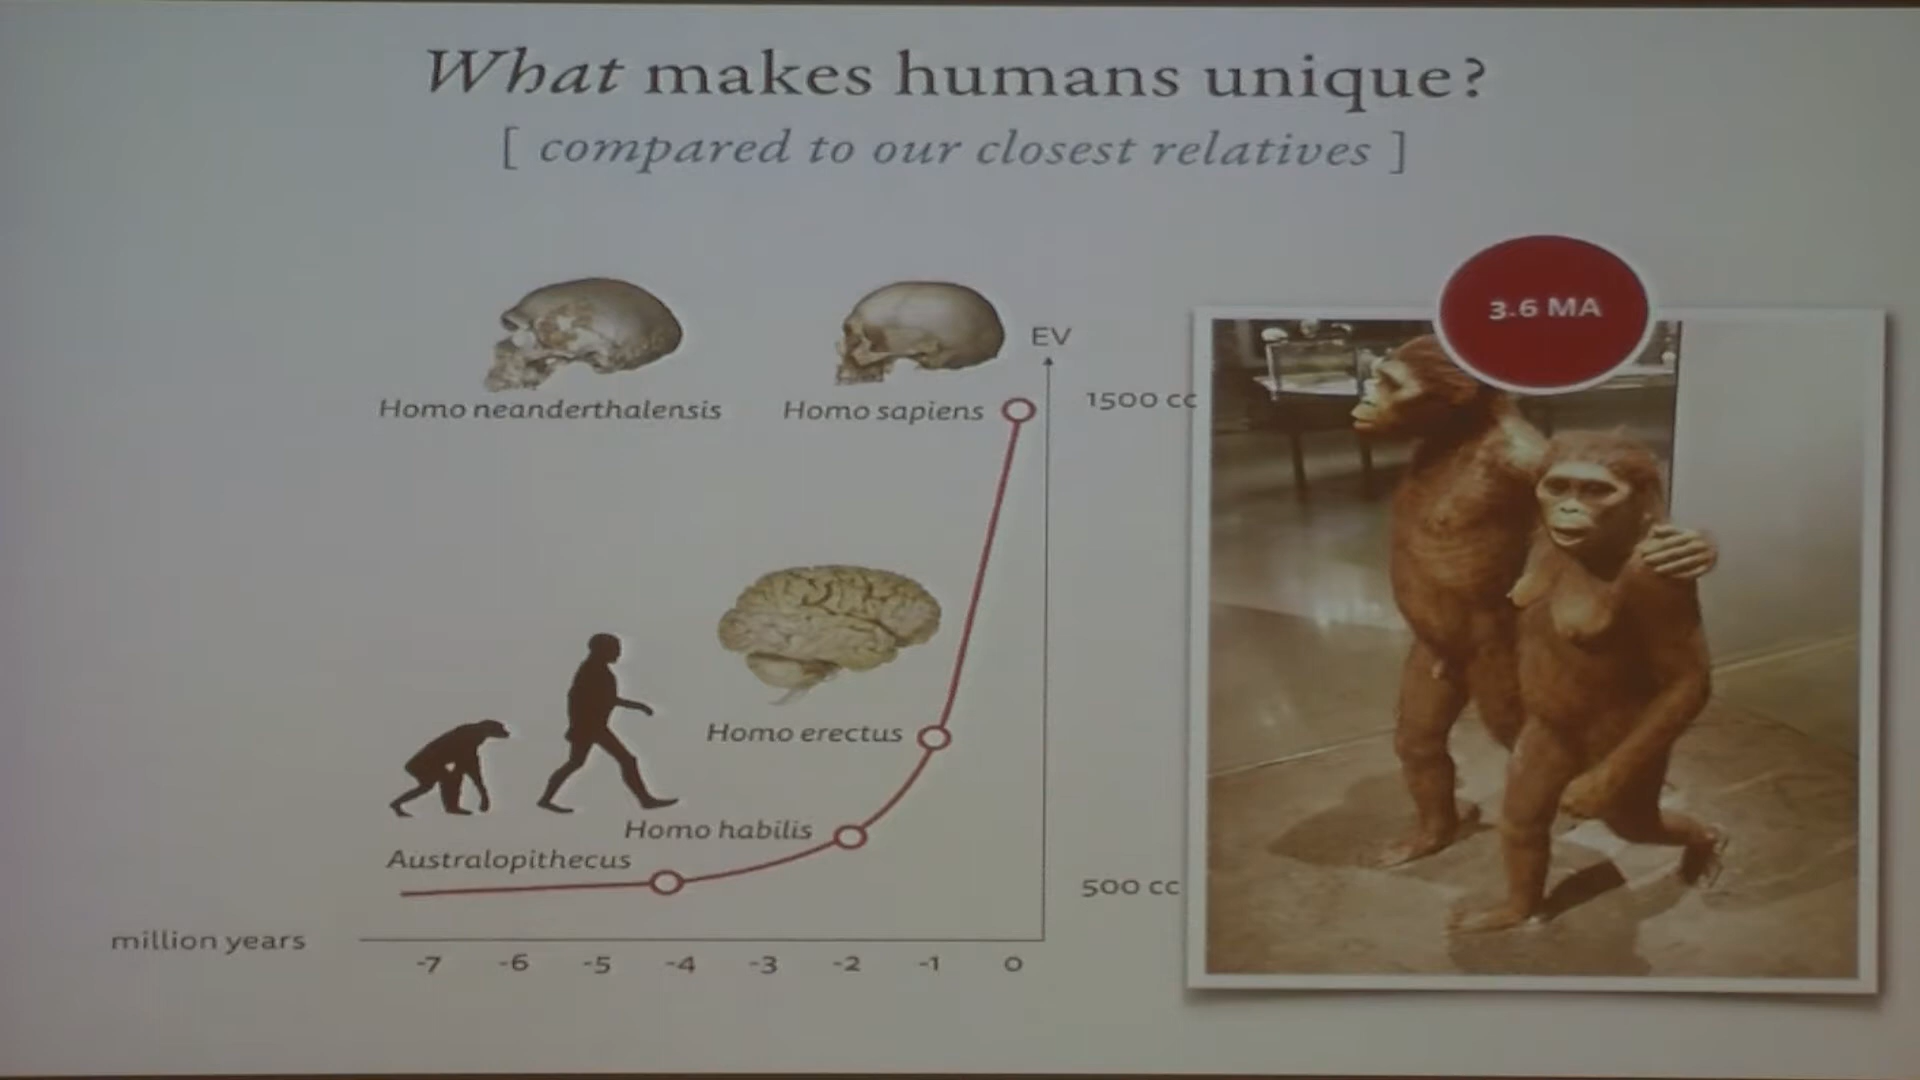 What makes humans unique?
[ compared to our closest relatives ]
3.6 MA
EV
Homo neanderthalensis
Homo sapiens
1500 cc
Homo erectus
Homo habilis
Australopithecus
500 cc
million years
-7 -6 -5 -4 -3 -2 -1 0